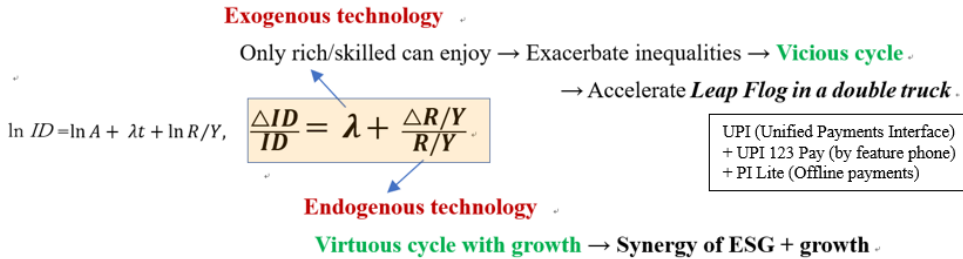 Exogenous technology
Only rich/skilled can enjoy → Exacerbate inequalities → Vicious cycle
→ Accelerate Leap Flog in a double truck
ln ID =ln A + λt + ln R/Y, △ID/ID = λ + △R/Y / R/Y
UPI (Unified Payments Interface)
+ UPI 123 Pay (by feature phone)
+ PI Lite (Offline payments)
Endogenous technology
Virtuous cycle with growth → Synergy of ESG + growth